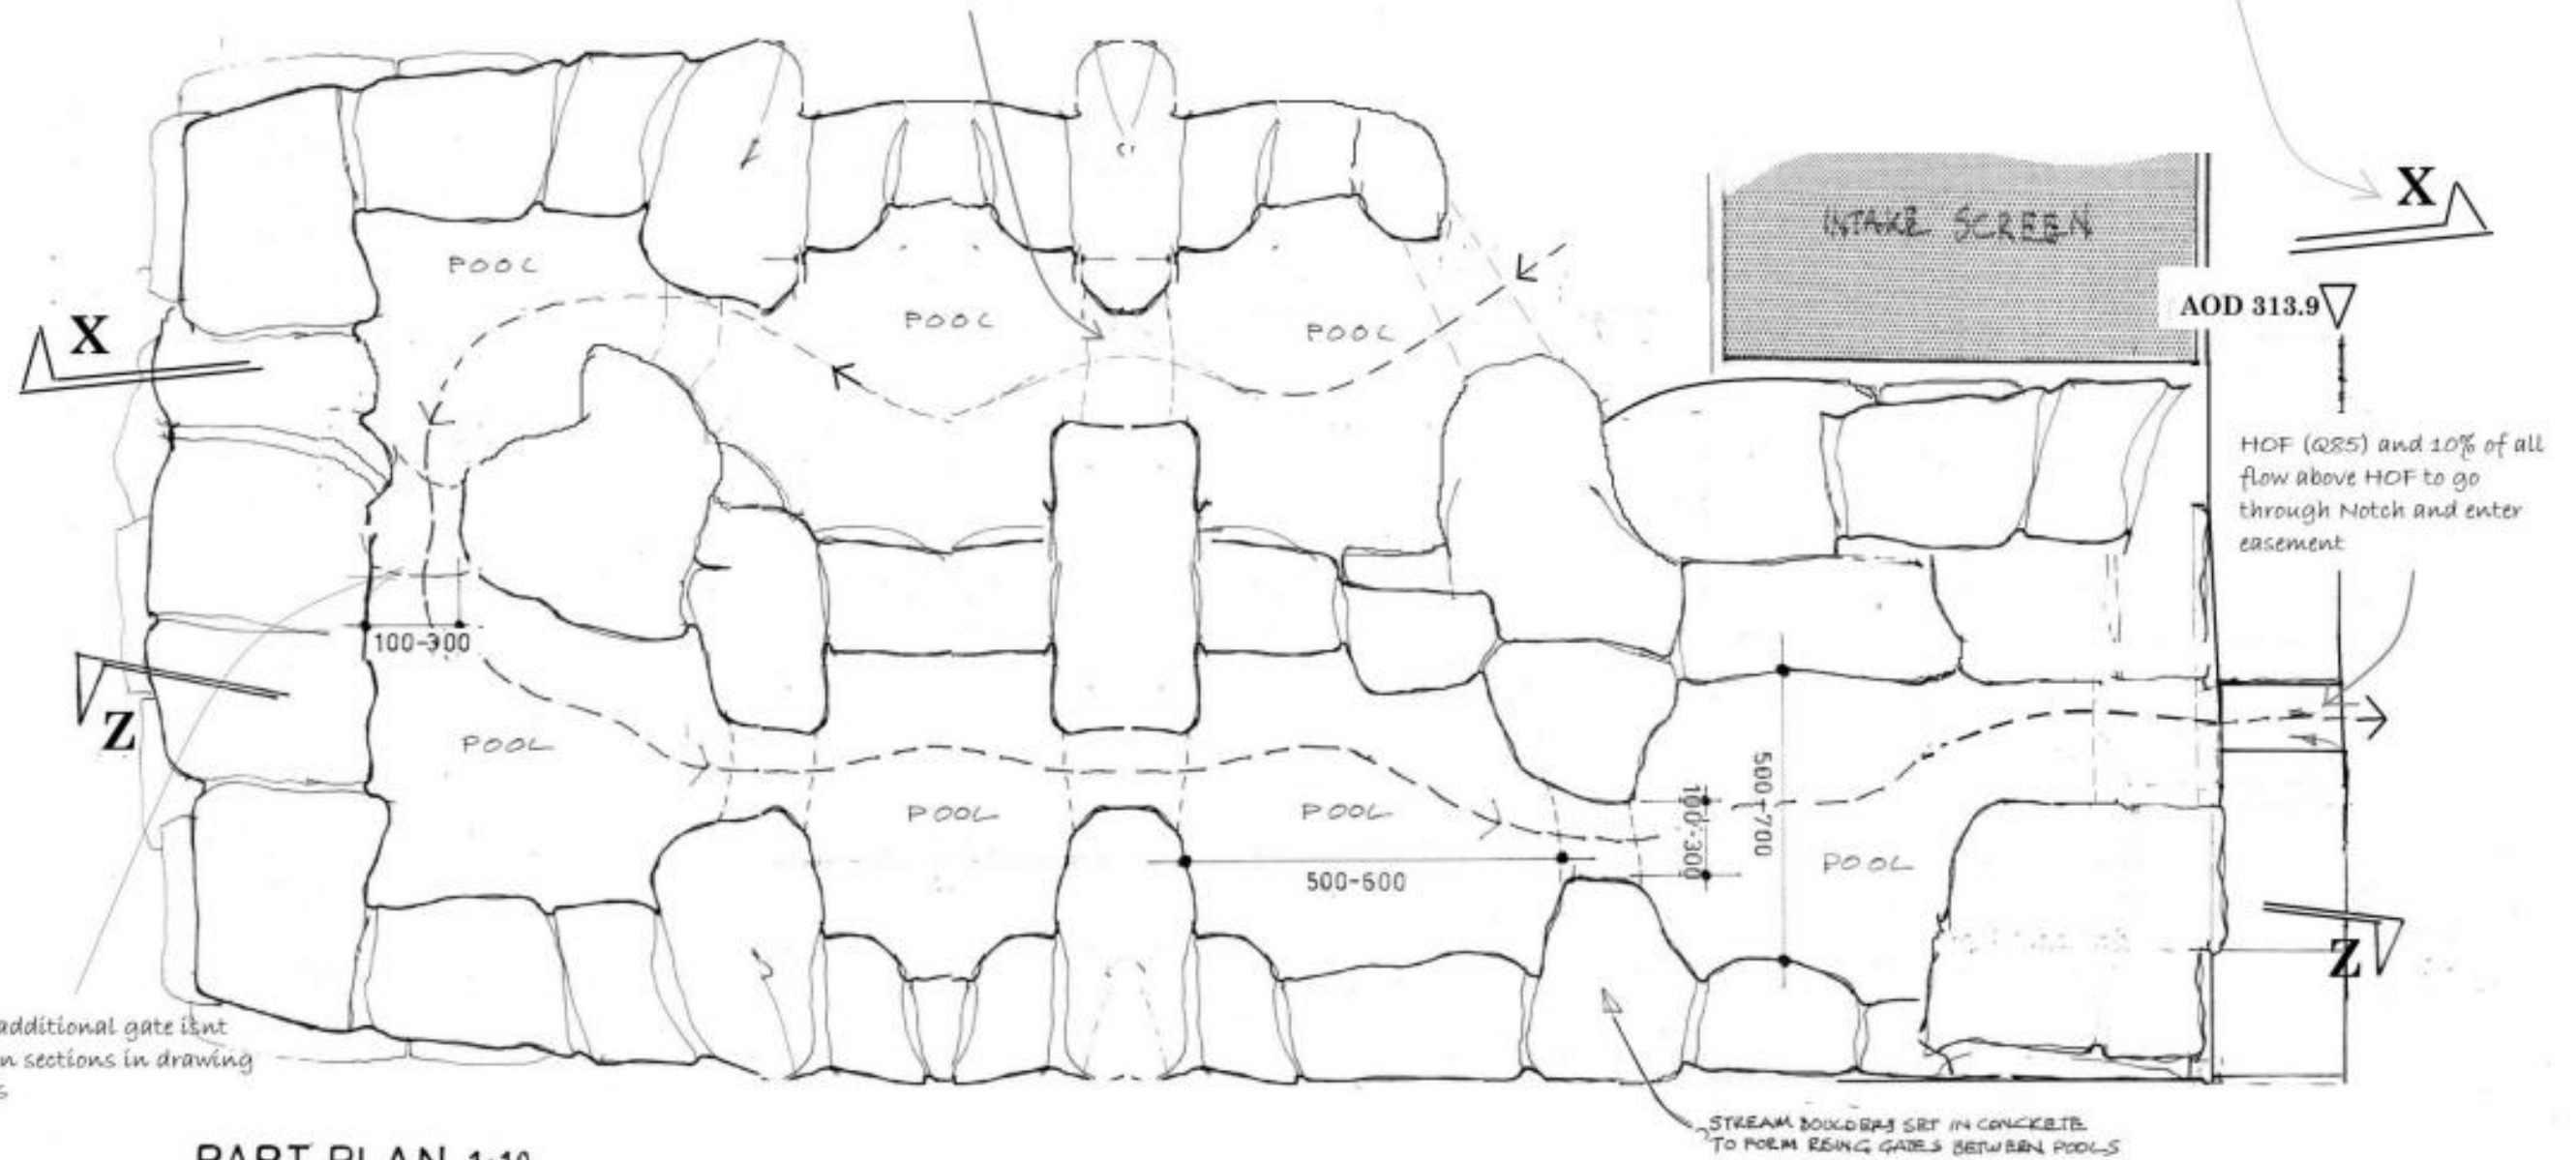 X
INTAKE SCREEN
AOD 313.9
POOL
POOL
POOL
X
HOF (Q85) and 10% of all
flow above HOF to go
through Notch and enter
easement
100-300
Z
POOL
POOL
POOL
500-600
100-300
500-700
POOL
Z
additional gate isnt
n sections in drawing
STREAM BOULDERS SET IN CONCRETE
TO FORM RISING GATES BETWEEN POOLS
PART PLAN 1:10